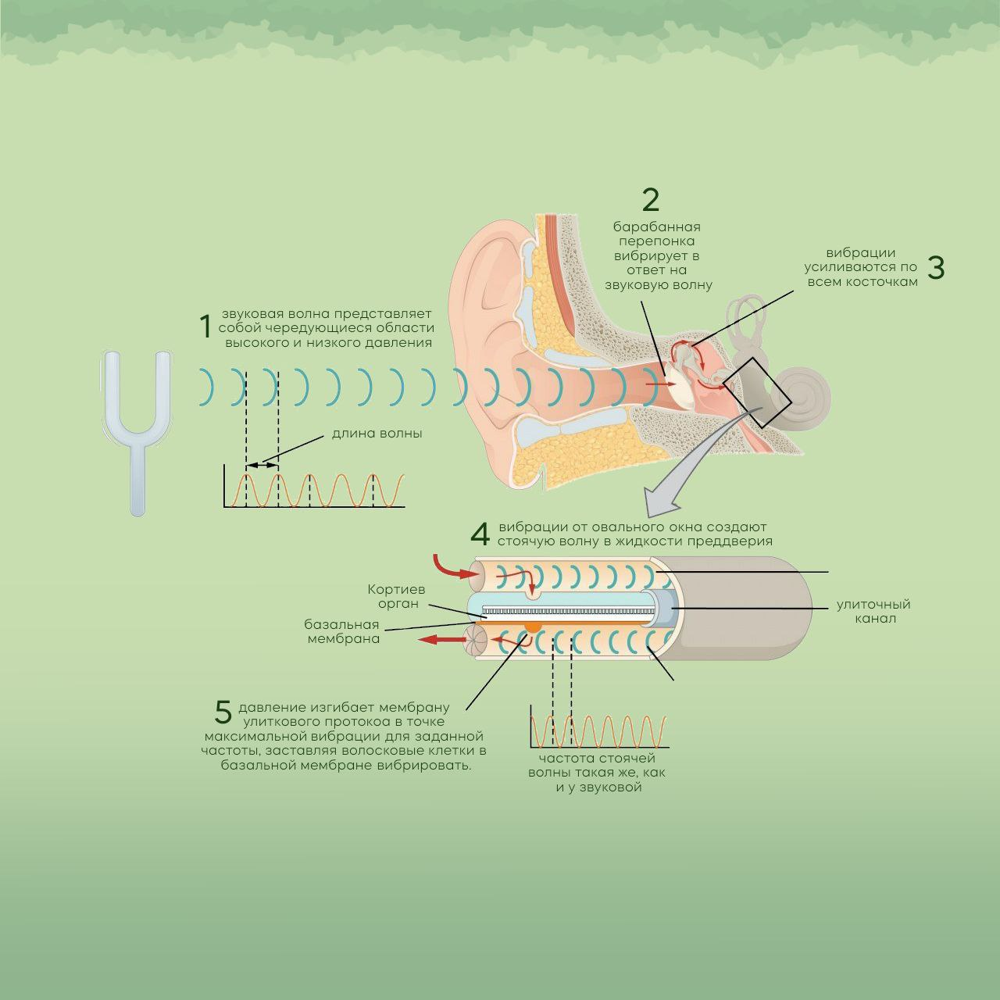 2
барабанная
перепонка
вибрирует в
ответ на
звуковую волну
вибрации
усиливаются по
всем косточкам
3
1
звуковая волна представляет
собой чередующиеся области
высокого и низкого давления
длина волны
4
вибрации от овального окна создают
стоячую волну в жидкости преддверия
Кортиев
орган
базальная
мембрана
улиточный
канал
5
давление изгибает мембрану
улиткового протокоа в точке
максимальной вибрации для заданной
частоты, заставляя волосковые клетки в
базальной мембране вибрировать.
частота стоячей
волны такая же, как
и у звуковой